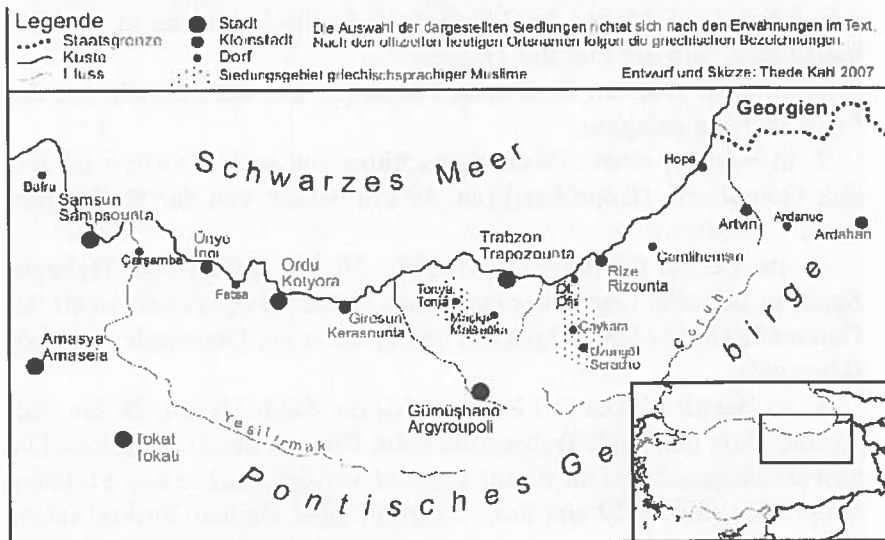 Legende
Staatsgrenze
Küste
Fluss
Stadt
Kleinstadt
Dorf
Siedlungsgebiet griechischsprachiger Muslime
Die Auswahl der dargestellten Siedlungen richtet sich nach den Erwähnungen im Text.
Nach den offiziellen heutigen Ortsnamen folgen die griechischen Bezeichnungen.
Entwurf und Skizze: Thede Kahl 2007
Georgien
Schwarzes Meer
Hopa
Bafra
Samsun
Sampsounta
Çarşamba
Ünye
Inoi
Fatsa
Ordu
Kotyora
Giresun
Kerasounta
Tonya
Tonja
Maçka
Matsouka
Trabzon
Trapezounta
Of
Rize
Rizounta
Çamlıhemşin
Artvin
Ardanuç
Ardahan
Çaykara
Uzungöl
Saracho
Çoruh
Amasya
Amaseia
Tokat
Tokati
Yeşilırmak
Gümüşhane
Argyroupoli
Pontisches Gebirge